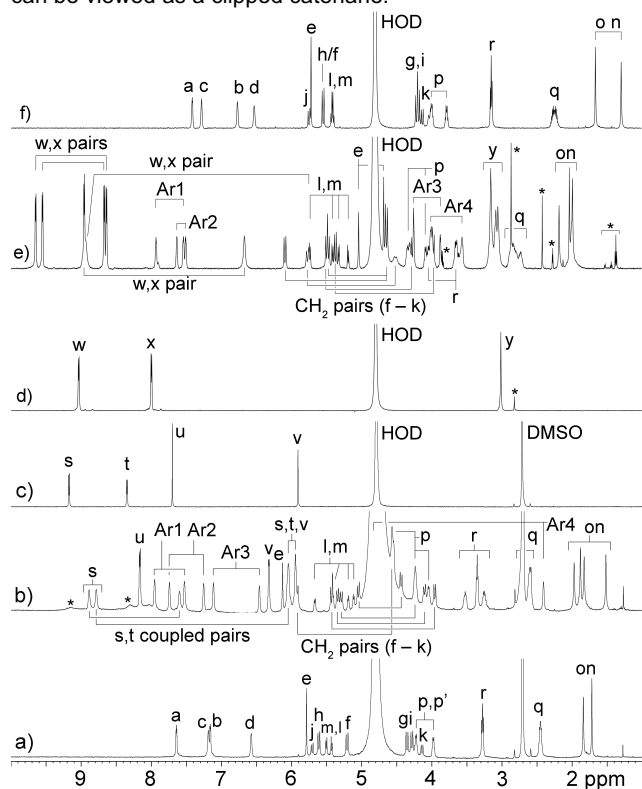 can be viewed as a clipped catenane.
HOD
e
o n
h/f
r
g,i
a c
l,m
b d
p
j
k
q
f)
HOD
w,x pairs
w,x pair
e
p
y
*
on
Ar1
l,m
Ar3
Ar2
Ar4
*
q
*
*
*
e)
w,x pair
r
CH2 pairs (f – k)
HOD
w
x
y
*
d)
HOD
DMSO
u
v
s
t
c)
s,t,v
Ar4
u
Ar1 Ar2
v
p
on
Ar3
e
l,m
r
q
s
*
*
b)
CH2 pairs (f – k)
s,t coupled pairs
e
on
p,p'
r
a
h
c b
gi
q
d
j
m,l f
k
a)
9 8 7 6 5 4 3 2 ppm